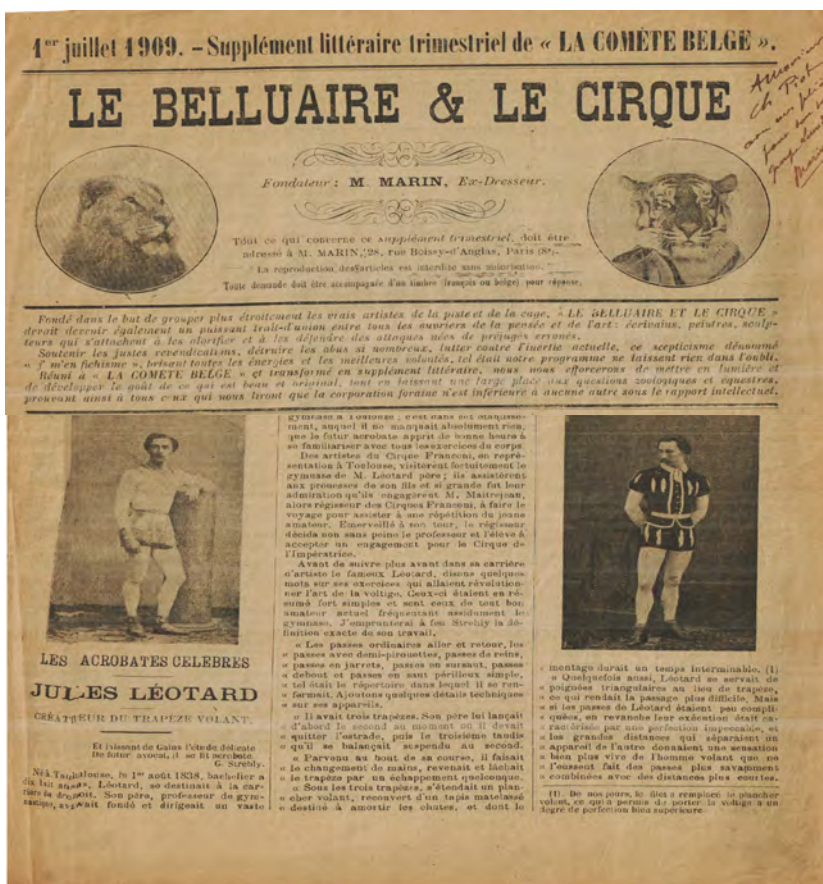 1er juillet 1909. – Supplément littéraire trimestriel de « LA COMÈTE BELGE ».
LE BELLUAIRE & LE CIRQUE
Fondateur : M. MARIN, Ex-Dresseur.
Tout ce qui concerne ce supplément trimestriel, doit être
adressé à M. MARIN, 28, rue Boissy-d'Anglas, Paris (8e).
La reproduction des articles est interdite sans autorisation.
Toute demande doit être accompagnée d'un timbre (français ou belge) pour réponse.
Fondé dans le but de grouper plus étroitement les vrais artistes de la piste et de la cage, « LE BELLUAIRE ET LE CIRQUE »
devait devenir également un puissant trait-d'union entre tous les ouvriers de la pensée et de l'art : écrivains, peintres, sculp-
teurs qui s'attachent à les glorifier et à les défendre des attaques nées de préjugés erronés.
Soutenir les justes revendications, détruire les abus si nombreux, lutter contre l'inertie actuelle, ce scepticisme dénommé
« j' m'en fichisme », brisant toutes les énergies et les meilleures volontés, tel était notre programme ne laissant rien dans l'oubli.
Réuni à « LA COMÈTE BELGE » et transformé en supplément littéraire, nous nous efforcerons de mettre en lumière et
de développer le goût de ce qui est beau et original, tout en laissant une large place aux questions zoologiques et équestres,
prouvant ainsi à tous ceux qui nous liront que la corporation foraine n'est inférieure à aucune autre sous le rapport intellectuel.
LES ACROBATES CELEBRES
JULES LÉOTARD
CRÉATEUR DU TRAPÈZE VOLANT.
Et laissant de Gaius l'étude délicate
De futur avocat, il se fit acrobate.
G. Strehly.
Né à Toulouse, le 1er août 1838, bachelier à
dix huit ans, Léotard, se destinait à la car-
rière du droit. Son père, professeur de gym-
nastique, avait fondé et dirigeait un vaste
gymnase à Toulouse ; c'est dans cet établisse-
ment, auquel il ne manquait absolument rien,
que le futur acrobate apprit de bonne heure à
se familiariser avec tous les exercices du corps.
Des artistes du Cirque Franconi, en repré-
sentation à Toulouse, visitèrent fortuitement le
gymnase de M. Léotard père ; ils assistèrent
aux prouesses de son fils et si grande fut leur
admiration qu'ils engagèrent M. Maitrejean,
alors régisseur des Cirques Franconi, à faire le
voyage pour assister à une répétition du jeune
amateur. Emerveillé à son tour, le régisseur
décida non sans peine le professeur et l'élève à
accepter un engagement pour le Cirque de
l'Impératrice.
Avant de suivre plus avant dans sa carrière
d'artiste le fameux Léotard, disons quelques
mots sur ses exercices qui allaient révolution-
ner l'art de la voltige. Ceux-ci étaient en ré-
sumé fort simples et sont ceux de tout bon
amateur actuel fréquentant assidument les
gymnase. J'emprunterai à feu Strehly la dé-
finition exacte de son travail.
« Les passes ordinaires aller et retour, les
« passes avec demi-pirouettes, passes de reins,
« passes en jarrets, passes en sursaut, passes
« debout et passes en saut périlleux simple,
« tel était le répertoire dans lequel il se ren-
« fermait. Ajoutons quelques détails techniques
« sur ses appareils.
« Il avait trois trapèzes. Son père lui lançait
« d'abord le second au moment où il devait
« quitter l'estrade, puis le troisième tandis
« qu'il se balançait suspendu au second.
« Parvenu au bout de sa course, il faisait
« le changement de mains, revenait et lâchait
« le trapèze par un échappement quelconque.
« Sous les trois trapèzes, s'étendait un plan-
« cher volant, recouvert d'un tapis matelassé
« destiné à amortir les chutes, et dont le
« montage durait un temps interminable. (1)
« Quelquefois aussi, Léotard se servait de
« poignées triangulaires au lieu de trapèze,
« ce qui rendait la passage plus difficile. Mais
« si les passes de Léotard étaient peu compli-
« quées, en revanche leur exécution était ca-
« ractérisée par une perfection impeccable, et
« les grandes distances qui séparaient un
« appareil de l'autre donnaient une sensation
« bien plus vive de l'homme volant que ne
« l'eussent fait des passes plus savamment
« combinées avec des distances plus courtes.
(1). De nos jours, le filet a remplacé le plancher
volant, ce qui a permis de porter la voltige à un
degré de perfection bien supérieure.